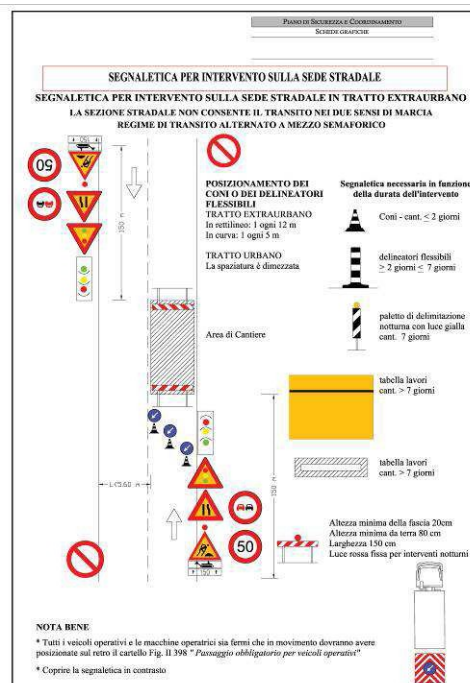 PIANO DI SICUREZZA E COORDINAMENTO
SCHEDE GRAFICHE
SEGNALETICA PER INTERVENTO SULLA SEDE STRADALE
SEGNALETICA PER INTERVENTO SULLA SEDE STRADALE IN TRATTO EXTRAURBANO
LA SEZIONE STRADALE NON CONSENTE IL TRANSITO NEI DUE SENSI DI MARCIA
REGIME DI TRANSITO ALTERNATO A MEZZO SEMAFORICO
150
50
150 m
POSIZIONAMENTO DEI
CONI O DEI DELINEATORI
FLESSIBILI
TRATTO EXTRAURBANO
In rettilineo: 1 ogni 12 m
In curva: 1 ogni 5 m
TRATTO URBANO
La spaziatura è dimezzata
Segnaletica necessaria in funzione
della durata dell'intervento
Coni - cant. < 2 giorni
delineatori flessibili
≥ 2 giorni ≤ 7 giorni
paletto di delimitazione
notturna con luce gialla
cant. 7 giorni
Area di Cantiere
tabella lavori
cant. > 7 giorni
tabella lavori
cant. > 7 giorni
L<5.60 m
150 m
50
150
Altezza minima della fascia 20cm
Altezza minima da terra 80 cm
Larghezza 150 cm
Luce rossa fissa per interventi notturni
NOTA BENE
* Tutti i veicoli operativi e le macchine operatrici sia fermi che in movimento dovranno avere
posizionate sul retro il cartello Fig. II 398 "Passaggio obbligatorio per veicoli operativi"
* Coprire la segnaletica in contrasto